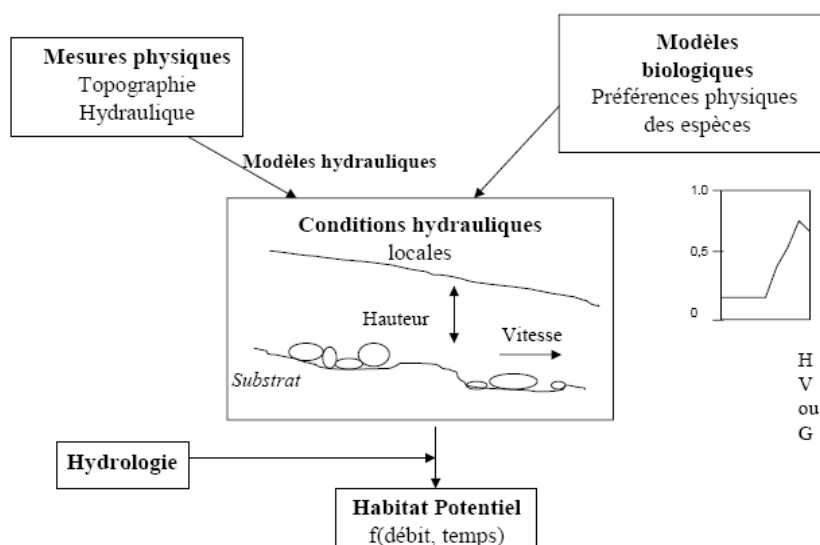 Mesures physiques
Topographie
Hydraulique
Modèles
biologiques
Préférences physiques
des espèces
Modèles hydrauliques
Conditions hydrauliques
locales
Hauteur
Vitesse
Substrat
1.0
0,5
0
H
V
ou
G
Hydrologie
Habitat Potentiel
f(débit, temps)